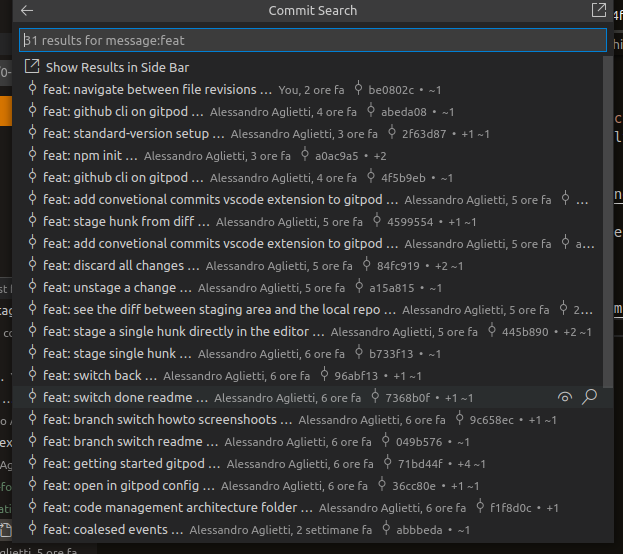 Commit Search
31 results for message:feat
Show Results in Side Bar
feat: navigate between file revisions ... You, 2 ore fa be0802c • ~1
feat: github cli on gitpod ... Alessandro Aglietti, 2 ore fa abeda08 • ~1
feat: standard-version setup ... Alessandro Aglietti, 3 ore fa 2f63d87 • +1 ~1
feat: npm init ... Alessandro Aglietti, 3 ore fa a0ac9a5 • +2
feat: github cli on gitpod ... Alessandro Aglietti, 4 ore fa 4f5b9eb • ~1
feat: add convetional commits vscode extension to gitpod ... Alessandro Aglietti, 5 ore fa ...
feat: stage hunk from diff ... Alessandro Aglietti, 5 ore fa 4599554 • +1 ~1
feat: add convetional commits vscode extension to gitpod ... Alessandro Aglietti, 5 ore fa a...
feat: discard all changes ... Alessandro Aglietti, 5 ore fa 84fc919 • +2 ~1
feat: unstage a change ... Alessandro Aglietti, 5 ore fa a15a815 • ~1
feat: see the diff between staging area and the local repo ... Alessandro Aglietti, 5 ore fa 2...
feat: stage a single hunk directly in the editor ... Alessandro Aglietti, 5 ore fa 445b890 • +2 ~1
feat: stage single hunk ... Alessandro Aglietti, 6 ore fa b733f13 • ~1
feat: switch back ... Alessandro Aglietti, 6 ore fa 96abf13 • +1 ~1
feat: switch done readme ... Alessandro Aglietti, 6 ore fa 7368b0f • +1 ~1
feat: branch switch howto screenshoots ... Alessandro Aglietti, 6 ore fa 9c658ec • +1 ~1
feat: branch switch readme ... Alessandro Aglietti, 6 ore fa 049b576 • ~1
feat: getting started gitpod ... Alessandro Aglietti, 6 ore fa 71bd44f • +4 ~1
feat: open in gitpod config ... Alessandro Aglietti, 6 ore fa 36cc80e • +1 ~1
feat: code management architecture folder ... Alessandro Aglietti, 6 ore fa f1f8d0c • +1
feat: coalesed events ... Alessandro Aglietti, 2 settimane fa abbbeda • ~1
glietti, 5 ore fa